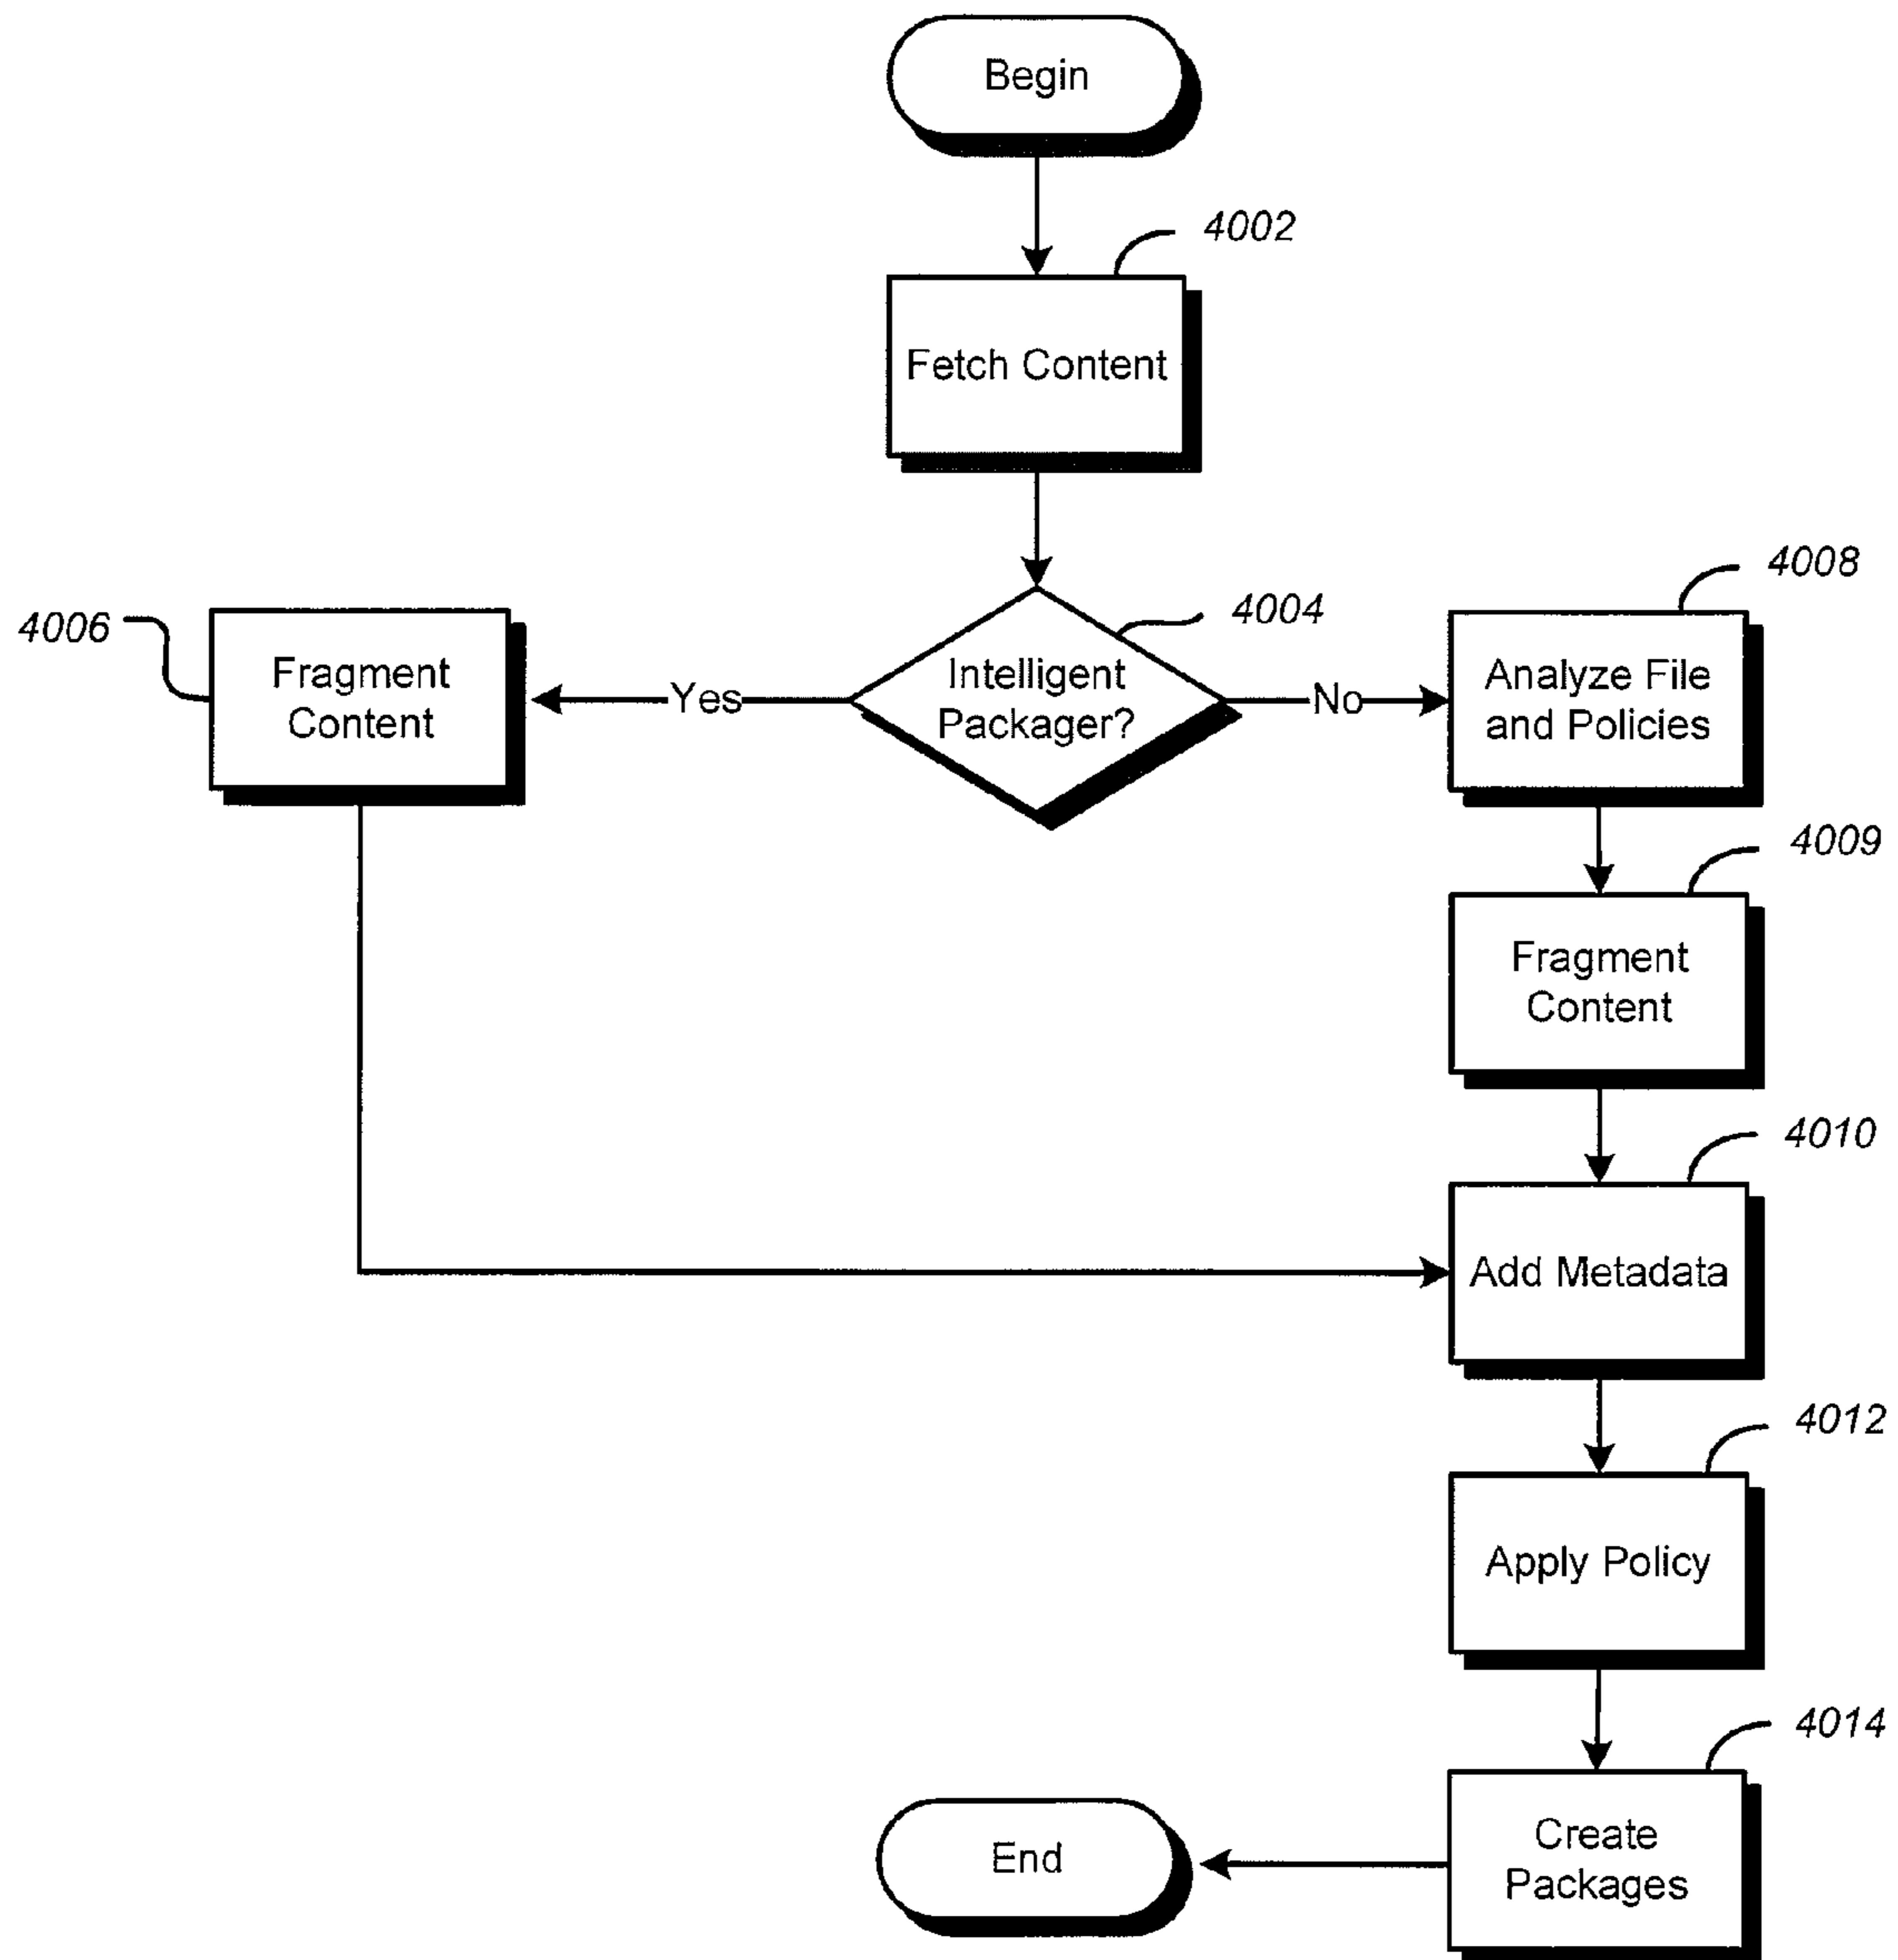 Begin
4002
Fetch Content
4004
Intelligent
Packager?
Yes
No
4006
Fragment
Content
4008
Analyze File
and Policies
4009
Fragment
Content
4010
Add Metadata
4012
Apply Policy
4014
Create
Packages
End